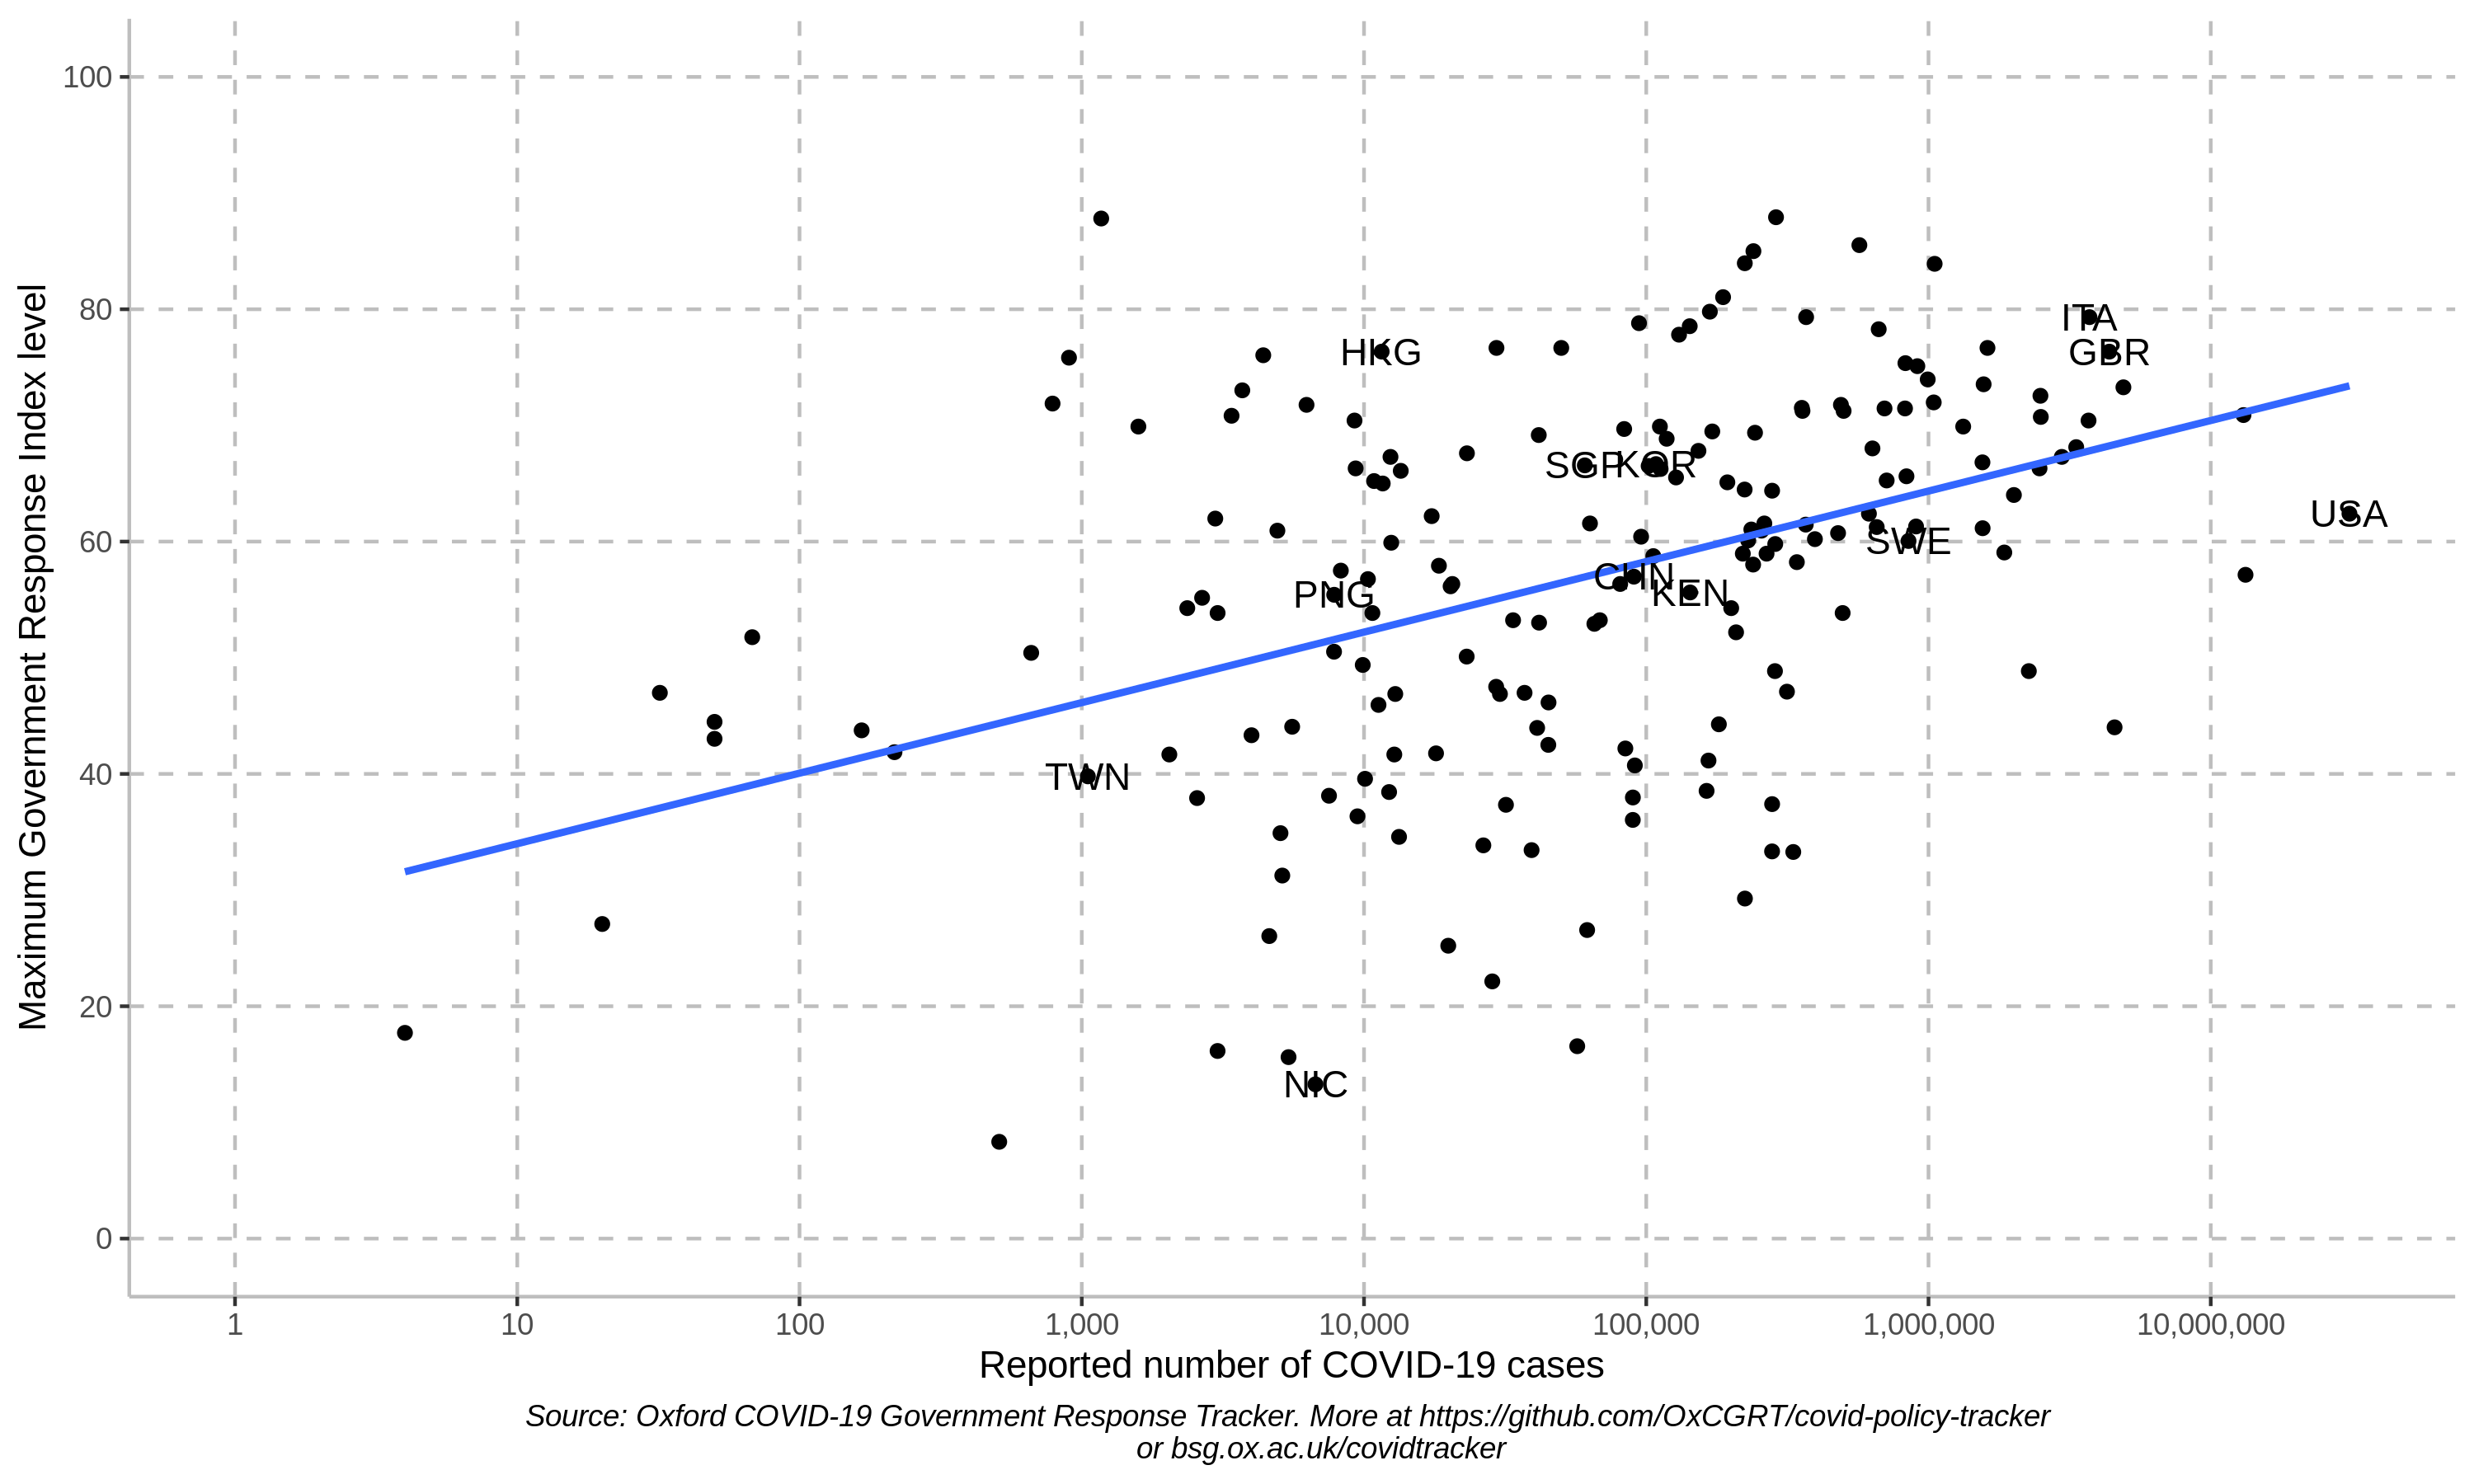 Maximum Government Response Index level
100
80
60
40
20
0
ITA
HKG
GBR
SGP
KOR
USA
SWE
CHN
PNG
KEN
TWN
NIC
1
10
100
1,000
10,000
100,000
1,000,000
10,000,000
Reported number of COVID-19 cases
Source: Oxford COVID-19 Government Response Tracker. More at https://github.com/OxCGRT/covid-policy-tracker
or bsg.ox.ac.uk/covidtracker